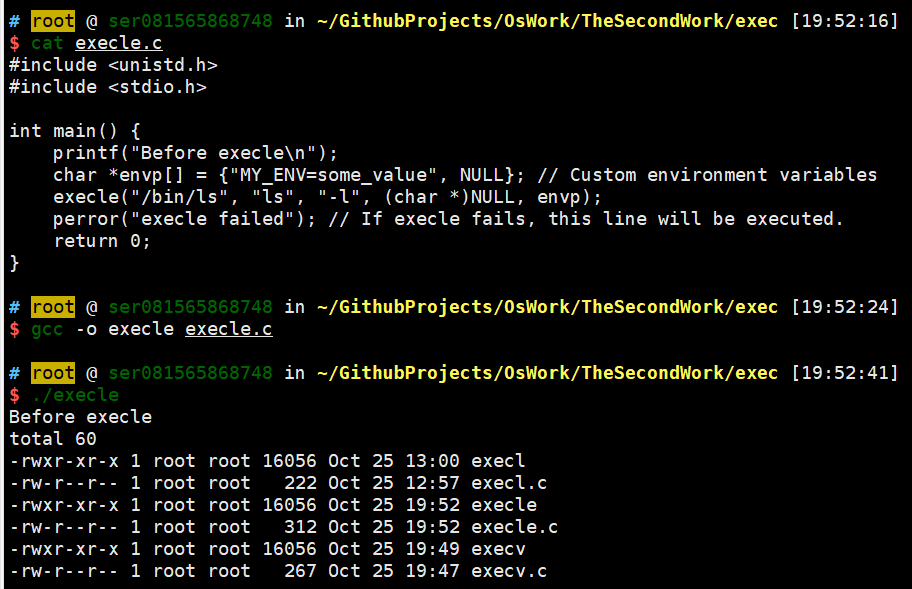 # root @ ser081565868748 in ~/GithubProjects/OsWork/TheSecondWork/exec [19:52:16]
$ cat execle.c
#include <unistd.h>
#include <stdio.h>

int main() {
    printf("Before execle\n");
    char *envp[] = {"MY_ENV=some_value", NULL}; // Custom environment variables
    execle("/bin/ls", "ls", "-l", (char *)NULL, envp);
    perror("execle failed"); // If execle fails, this line will be executed.
    return 0;
}

# root @ ser081565868748 in ~/GithubProjects/OsWork/TheSecondWork/exec [19:52:24]
$ gcc -o execle execle.c

# root @ ser081565868748 in ~/GithubProjects/OsWork/TheSecondWork/exec [19:52:41]
$ ./execle
Before execle
total 60
-rwxr-xr-x 1 root root 16056 Oct 25 13:00 execl
-rw-r--r-- 1 root root   222 Oct 25 12:57 execl.c
-rwxr-xr-x 1 root root 16056 Oct 25 19:52 execle
-rw-r--r-- 1 root root   312 Oct 25 19:52 execle.c
-rwxr-xr-x 1 root root 16056 Oct 25 19:49 execv
-rw-r--r-- 1 root root   267 Oct 25 19:47 execv.c